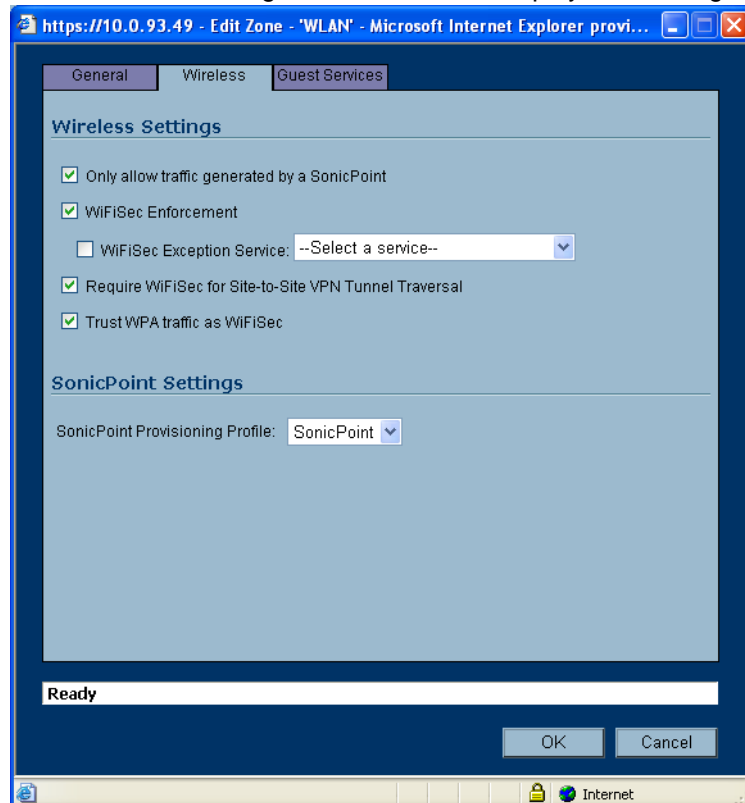 https://10.0.93.49 - Edit Zone - 'WLAN' - Microsoft Internet Explorer provi...
General Wireless Guest Services
Wireless Settings
Only allow traffic generated by a SonicPoint
WiFiSec Enforcement
WiFiSec Exception Service: --Select a service--
Require WiFiSec for Site-to-Site VPN Tunnel Traversal
Trust WPA traffic as WiFiSec
SonicPoint Settings
SonicPoint Provisioning Profile: SonicPoint
Ready
OK Cancel
Internet